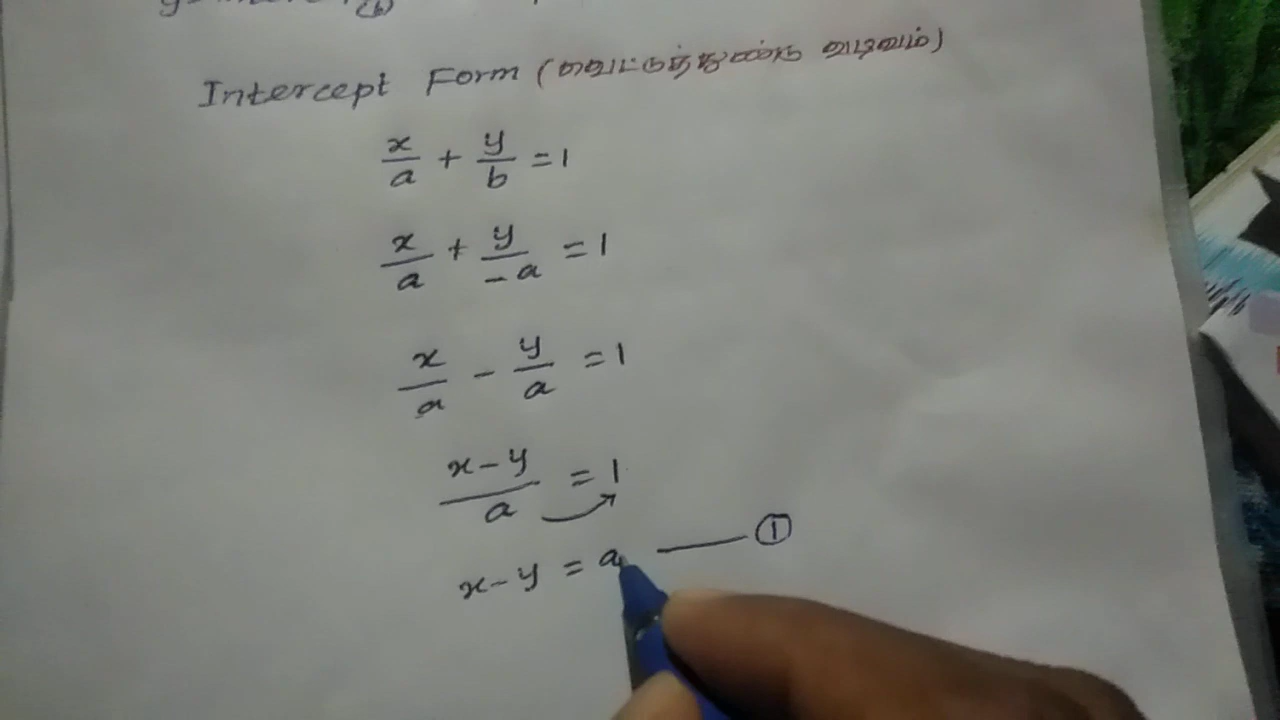 Intercept Form (வெட்டுத்துண்டு வடிவம்)
x/a + y/b = 1
x/a + y/-a = 1
x/a - y/a = 1
x-y/a = 1
x-y = a —— ①